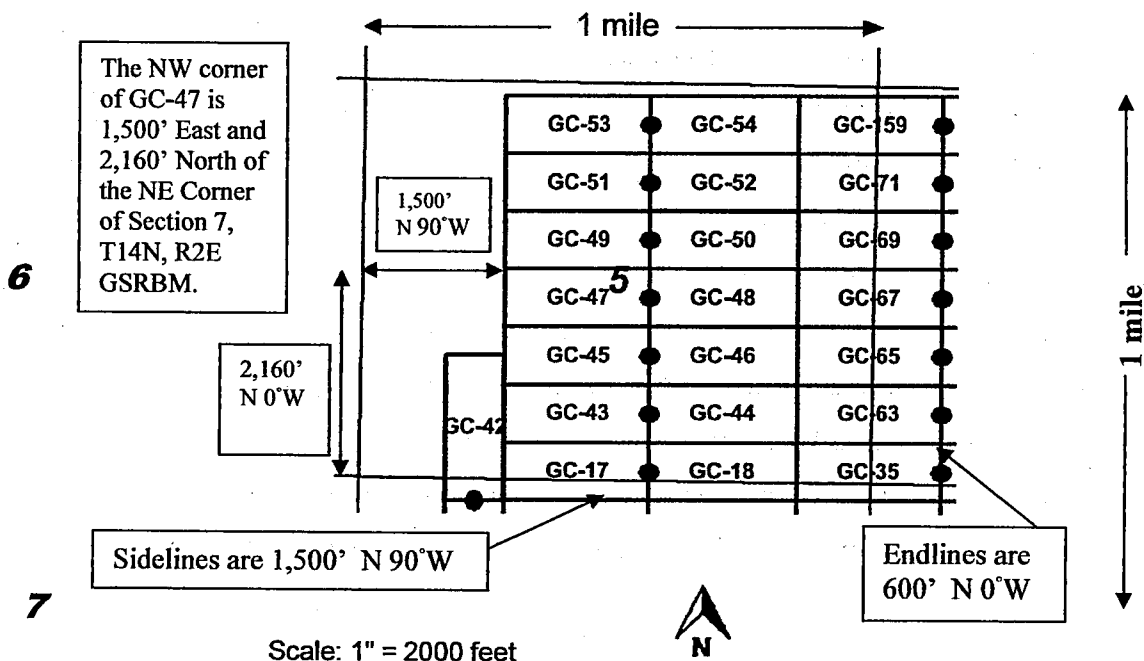 1 mile
The NW corner
of GC-47 is
1,500' East and
2,160' North of
the NE Corner
of Section 7,
T14N, R2E
GSRBM.
GC-53 GC-54 GC-159
GC-51 GC-52 GC-71
1,500'
N 90°W
GC-49 GC-50 GC-69
6
5
GC-47 GC-48 GC-67
1 mile
GC-45 GC-46 GC-65
2,160'
N 0°W
GC-42 GC-43 GC-44 GC-63
GC-17 GC-18 GC-35
Sidelines are 1,500' N 90°W
Endlines are
600' N 0°W
7
Scale: 1" = 2000 feet
N